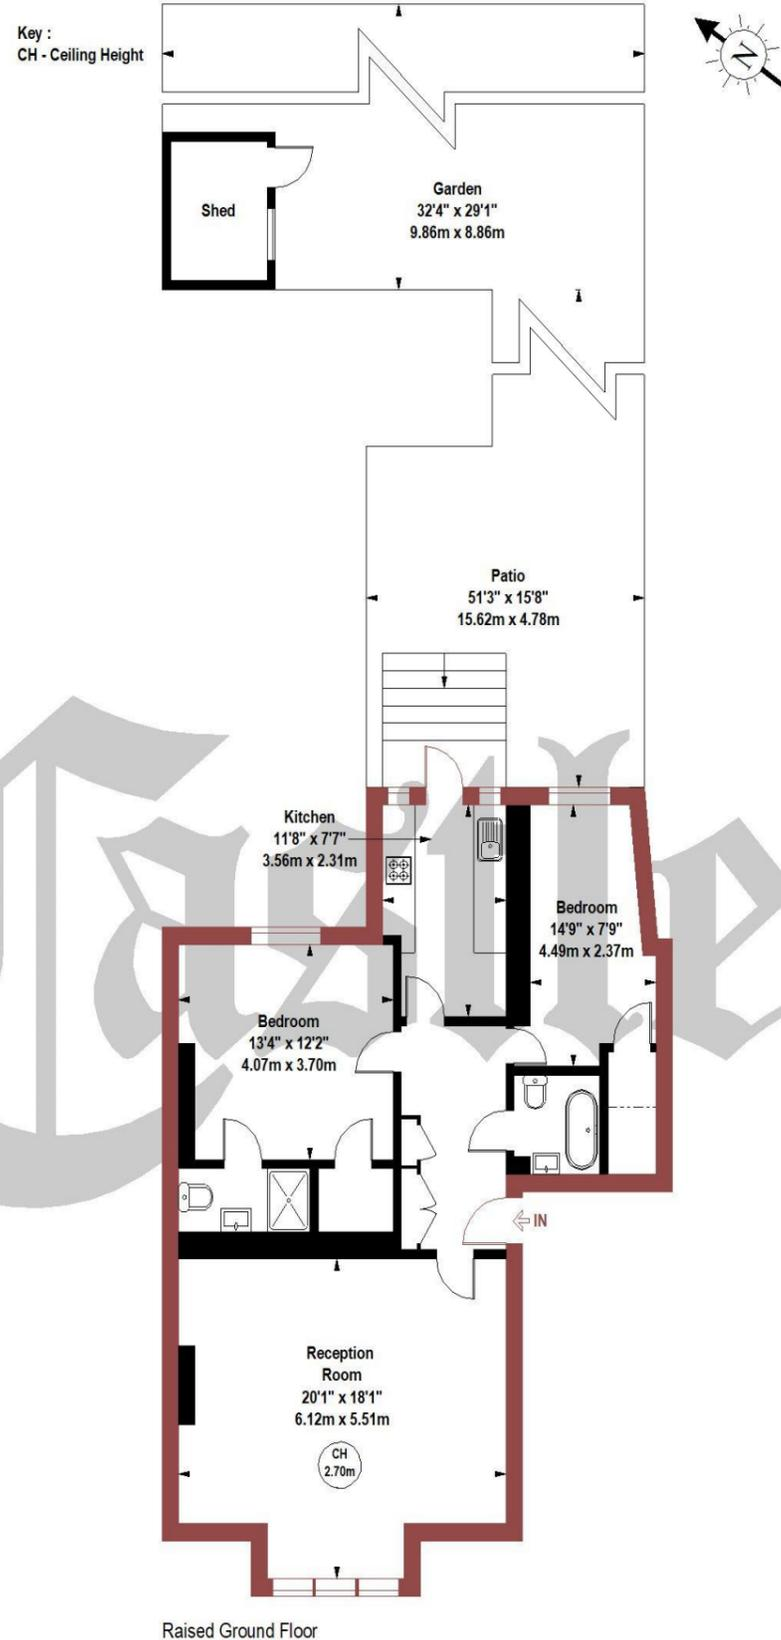 Key :
CH - Ceiling Height
N
Shed
Garden
32'4" x 29'1"
9.86m x 8.86m
Patio
51'3" x 15'8"
15.62m x 4.78m
Kitchen
11'8" x 7'7"
3.56m x 2.31m
Bedroom
14'9" x 7'9"
4.49m x 2.37m
Bedroom
13'4" x 12'2"
4.07m x 3.70m
IN
Reception
Room
20'1" x 18'1"
6.12m x 5.51m
CH
2.70m
Castle
Raised Ground Floor